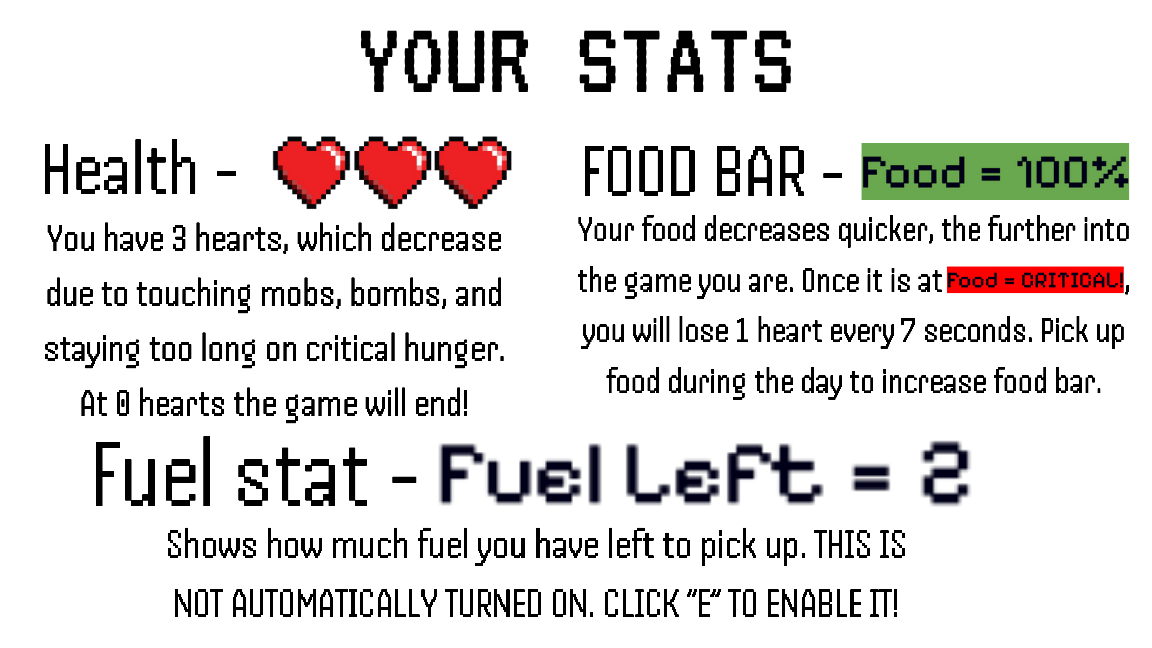 YOUR STATS
Health -
You have 3 hearts, which decrease
due to touching mobs, bombs, and
staying too long on critical hunger.
At 0 hearts the game will end!
FOOD BAR - Food = 100%
Your food decreases quicker, the further into
the game you are. Once it is at Food = CRITICAL!,
you will lose 1 heart every 7 seconds. Pick up
food during the day to increase food bar.
Fuel stat - Fuel Left = 2
Shows how much fuel you have left to pick up. THIS IS
NOT AUTOMATICALLY TURNED ON. CLICK “E” TO ENABLE IT!